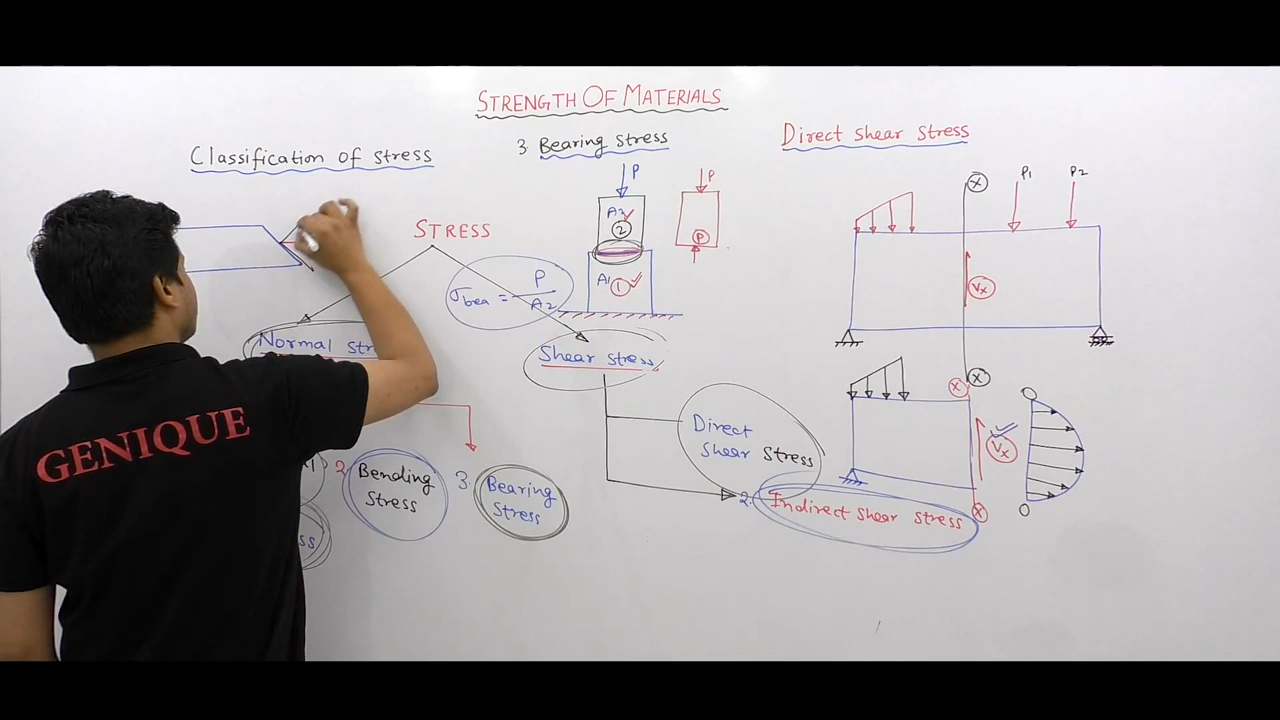 STRENGTH OF MATERIALS
Classification of stress
3 Bearing stress
Direct shear stress
STRESS
P
A2
2
A1
1
P
P
σbea = P / A2
Normal
Shear stress
2. Bending
stress
3. Bearing
stress
Direct
shear stress
2. Indirect shear stress
X
P1
P2
Vx
X
X
Vx
X
O
O
GENIQUE